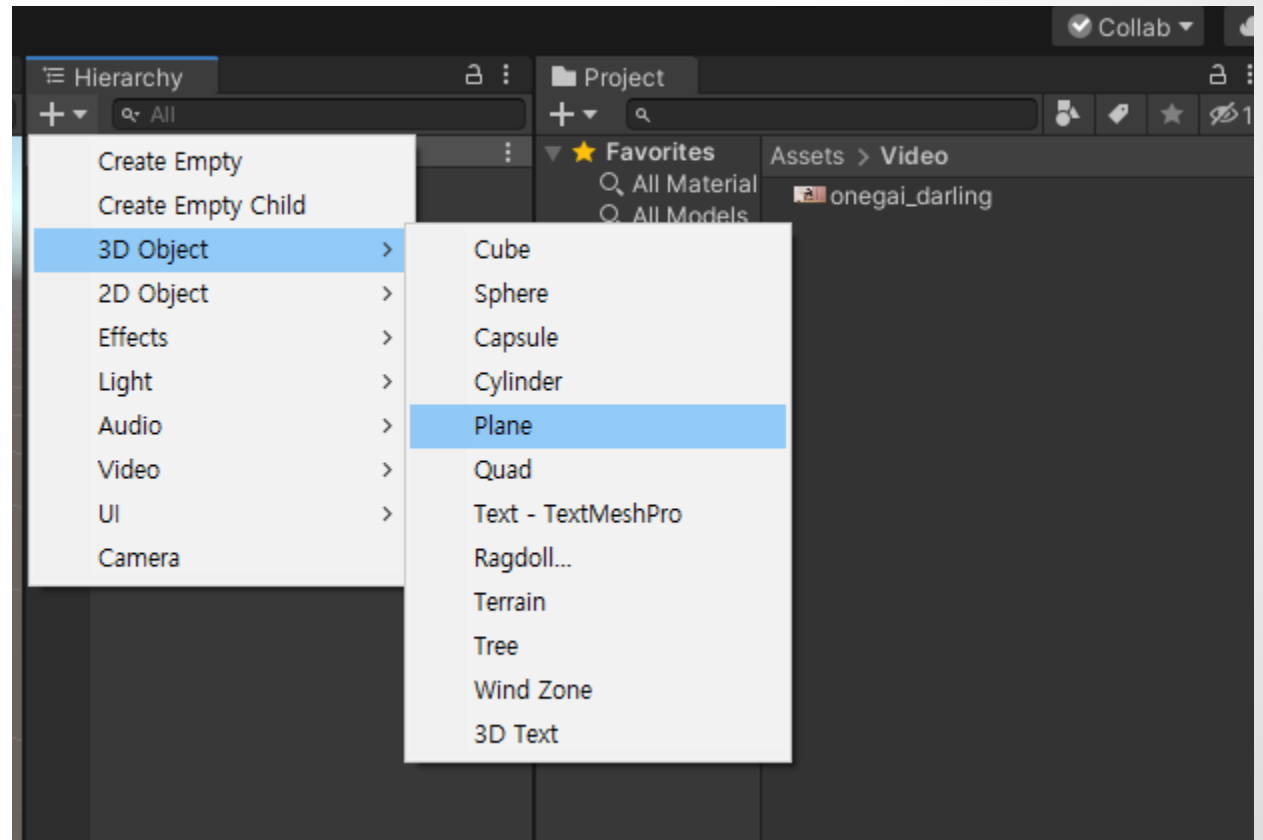 Collab
Hierarchy
Project
All
1
Create Empty
Create Empty Child
3D Object
2D Object
Effects
Light
Audio
Video
UI
Camera
Cube
Sphere
Capsule
Cylinder
Plane
Quad
Text - TextMeshPro
Ragdoll...
Terrain
Tree
Wind Zone
3D Text
Favorites
All Material
All Models
Assets > Video
onegai_darling